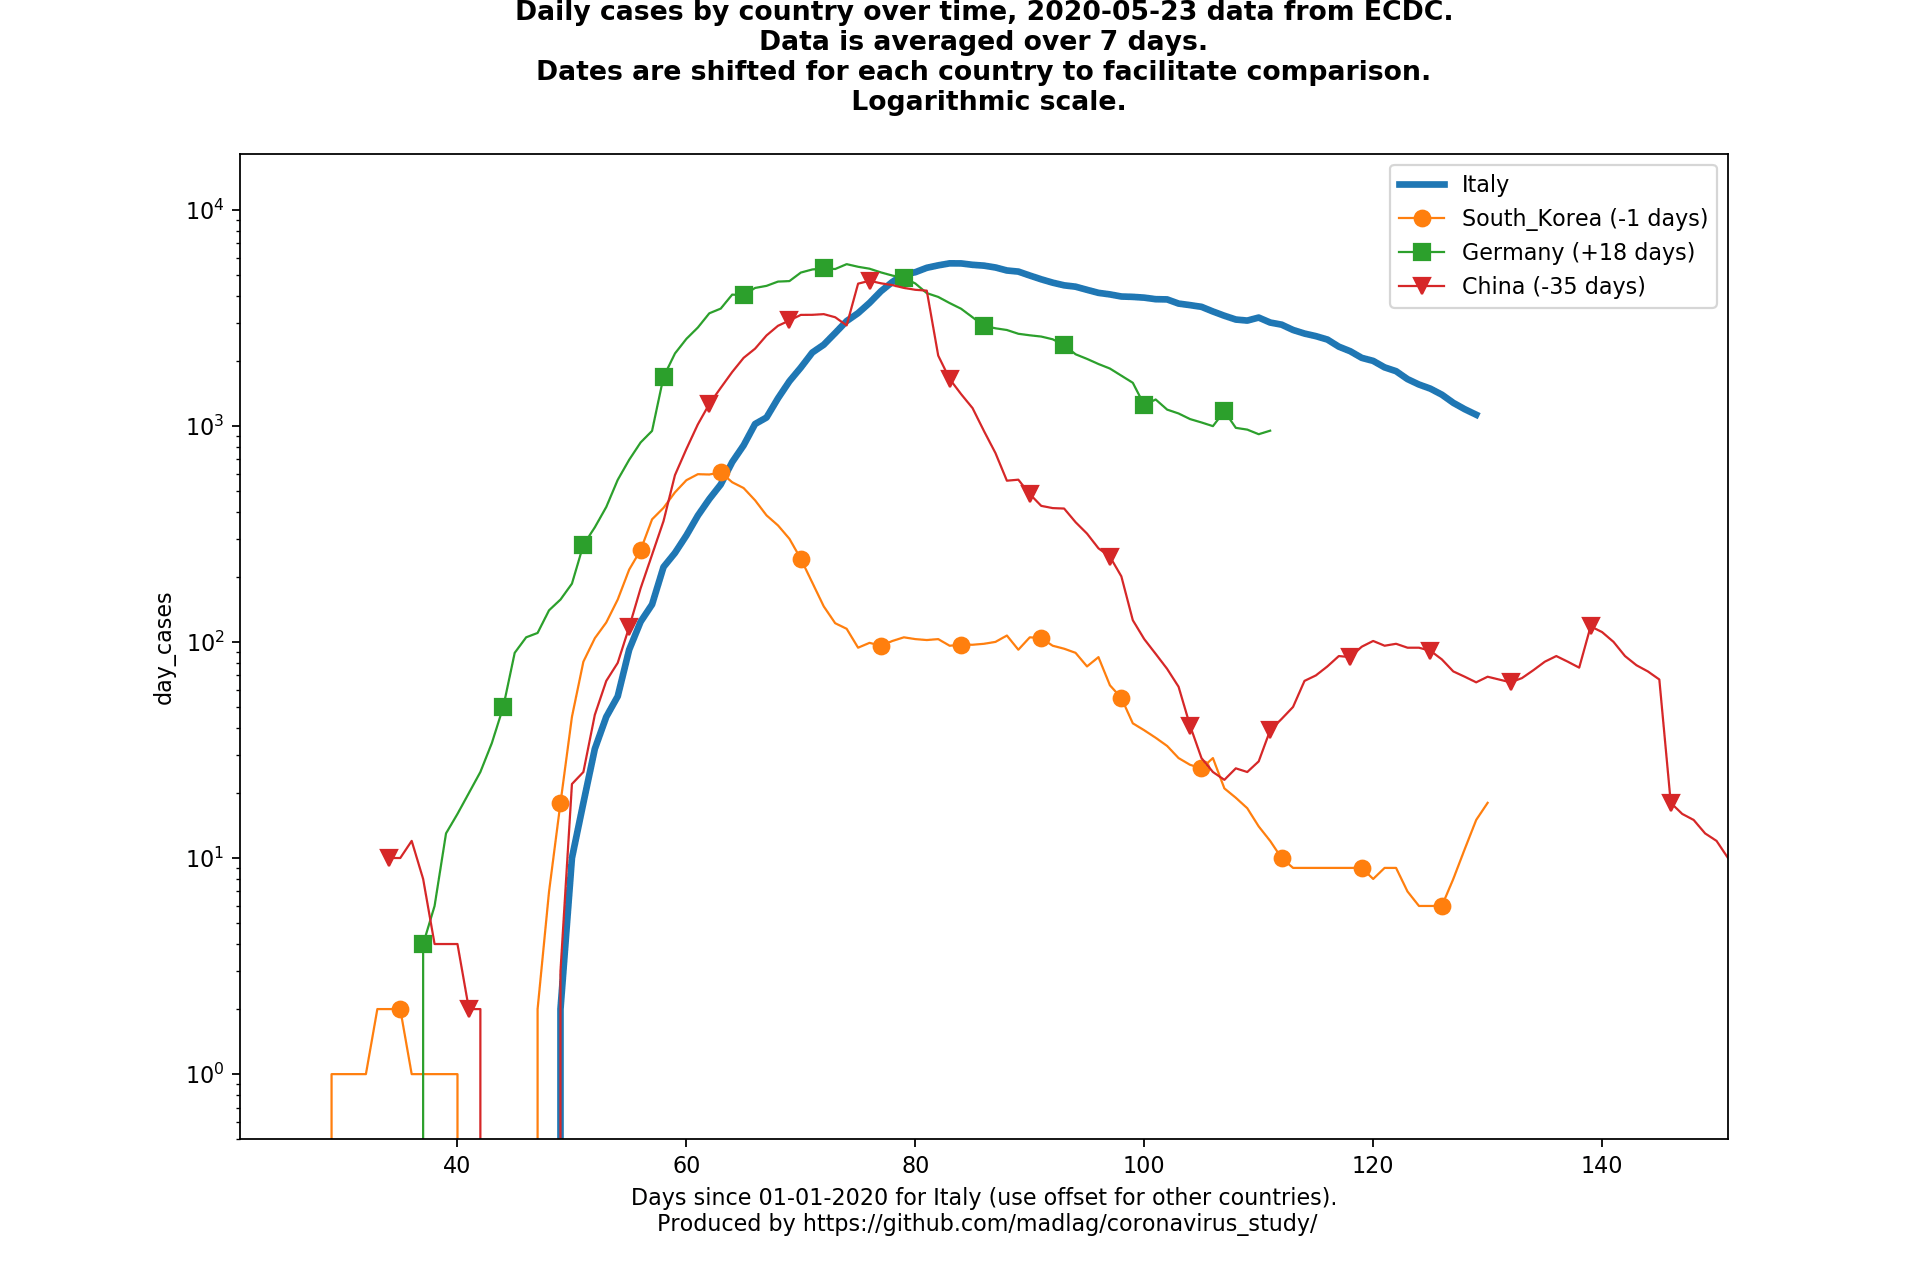 Daily cases by country over time, 2020-05-23 data from ECDC.
Data is averaged over 7 days.
Dates are shifted for each country to facilitate comparison.
Logarithmic scale.
Italy
South_Korea (-1 days)
Germany (+18 days)
China (-35 days)
day_cases
10⁴
10³
10²
10¹
10⁰
40 60 80 100 120 140
Days since 01-01-2020 for Italy (use offset for other countries).
Produced by https://github.com/madlag/coronavirus_study/